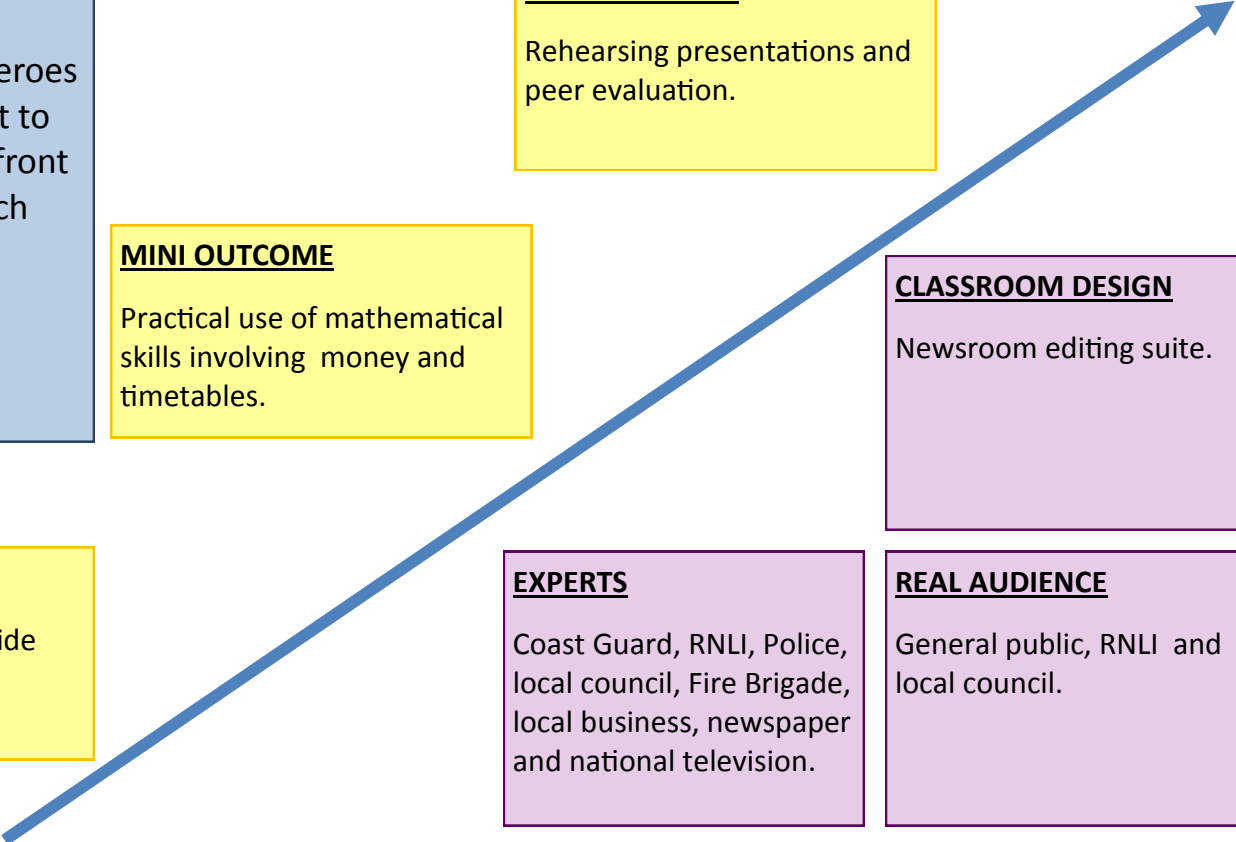 eroes
t to
front
ch
Rehearsing presentations and
peer evaluation.
MINI OUTCOME
Practical use of mathematical
skills involving money and
timetables.
CLASSROOM DESIGN
Newsroom editing suite.
ide
EXPERTS
Coast Guard, RNLI, Police,
local council, Fire Brigade,
local business, newspaper
and national television.
REAL AUDIENCE
General public, RNLI and
local council.